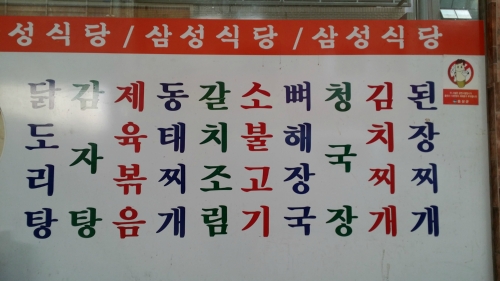 성식당/삼성식당/삼성식당
닭도리탕
감자탕
제육볶음
동태찌개
갈치조림
소불고기
뼈해장국
청국장
김치찌개
된장찌개